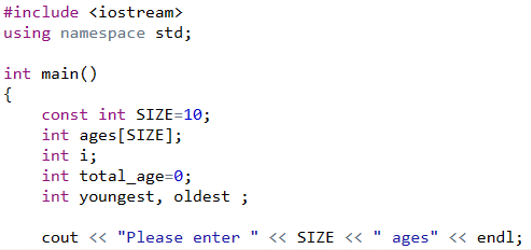 #include <iostream>
using namespace std;

int main()
{
    const int SIZE=10;
    int ages[SIZE];
    int i;
    int total_age=0;
    int youngest, oldest ;

    cout << "Please enter " << SIZE << " ages" << endl;